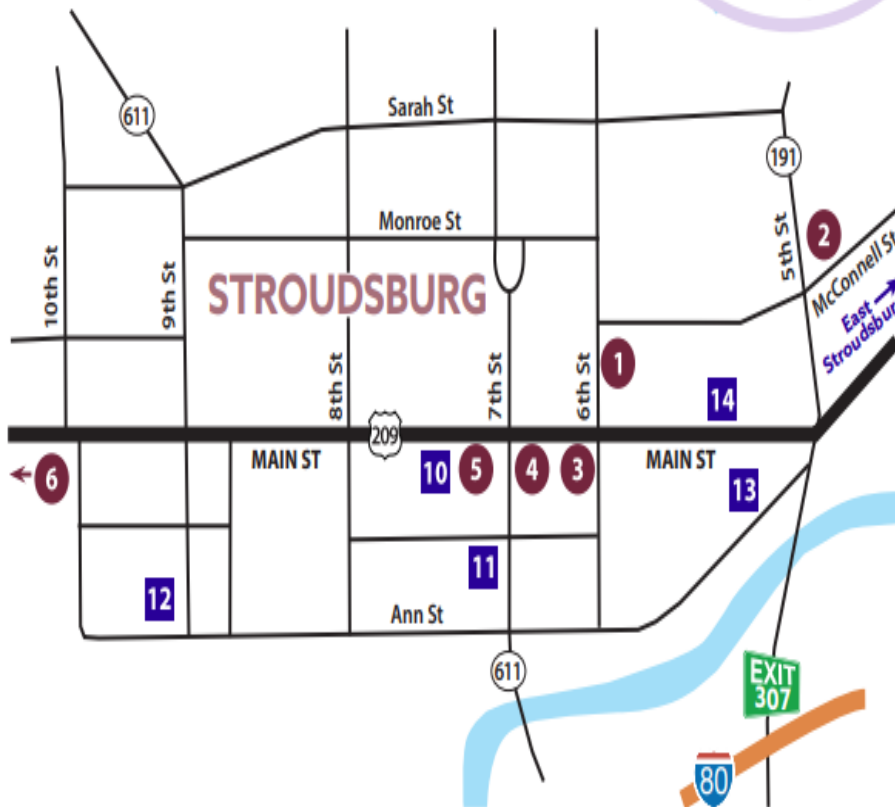 611
Sarah St
191
Monroe St
2
5th St
McConnell St
East
Stroudsbur
10th St
9th St
STROUDSBURG
8th St
7th St
6th St
1
14
209
MAIN ST
MAIN ST
6
10
5
4
3
13
11
12
Ann St
611
EXIT
307
80